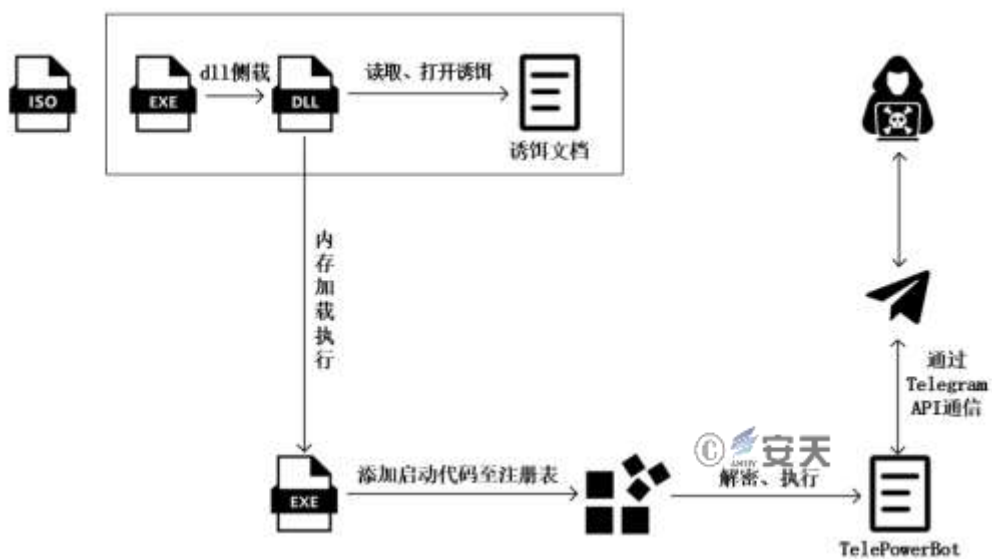 ISO
EXE
dll侧载
DLL
读取、打开诱饵
诱饵文档
内存加载执行
EXE
添加启动代码至注册表
© 安天
ANTIY
解密、执行
通过
Telegram
API通信
TelePowerBot